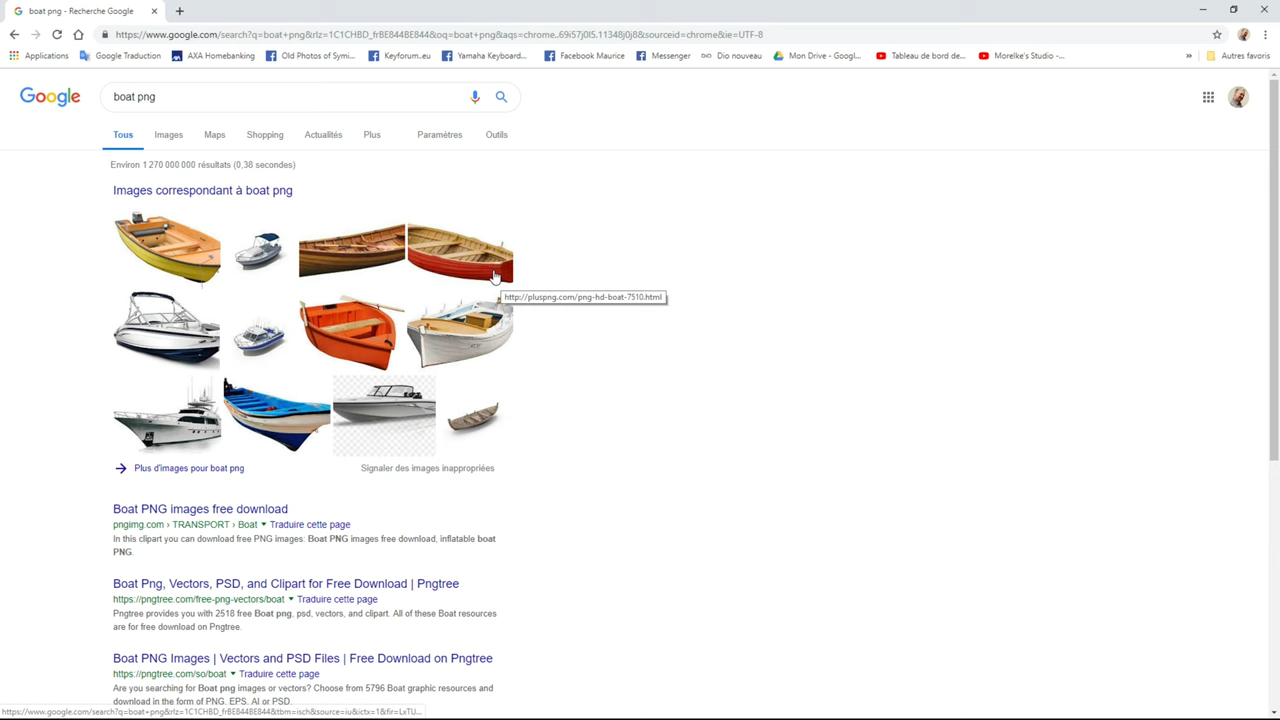 boat png - Recherche Google
https://www.google.com/search?q=boat+png&rlz=1C1CHBD_frBE844BE844&oq=boat+png&aqs=chrome..69i57j0l5.11348j0j8&sourceid=chrome&ie=UTF-8
Applications Google Traduction AXA Homebanking Old Photos of Symi... Keyforum.eu Yamaha Keyboard... Facebook Maurice Messenger Dio nouveau Mon Drive - Googl... Tableau de bord de... Morelke's Studio -... » Autres favoris
Google boat png
Tous Images Maps Shopping Actualités Plus Paramètres Outils
Environ 1 270 000 000 résultats (0,38 secondes)
Images correspondant à boat png
http://pluspng.com/png-hd-boat-7510.html
Plus d'images pour boat png Signaler des images inappropriées
Boat PNG images free download
pngimg.com › TRANSPORT › Boat ▼ Traduire cette page
In this clipart you can download free PNG images: Boat PNG images free download, inflatable boat
PNG.
Boat Png, Vectors, PSD, and Clipart for Free Download | Pngtree
https://pngtree.com/free-png-vectors/boat ▼ Traduire cette page
Pngtree provides you with 2518 free Boat png, psd, vectors, and clipart. All of these Boat resources
are for free download on Pngtree.
Boat PNG Images | Vectors and PSD Files | Free Download on Pngtree
https://pngtree.com/so/boat ▼ Traduire cette page
Are you searching for Boat png images or vectors? Choose from 5796 Boat graphic resources and
download in the form of PNG, EPS, AI or PSD.
https://www.google.com/search?q=boat+png&rlz=1C1CHBD_frBE844BE844&tbm=isch&source=iu&ictx=1&fir=LxTU...